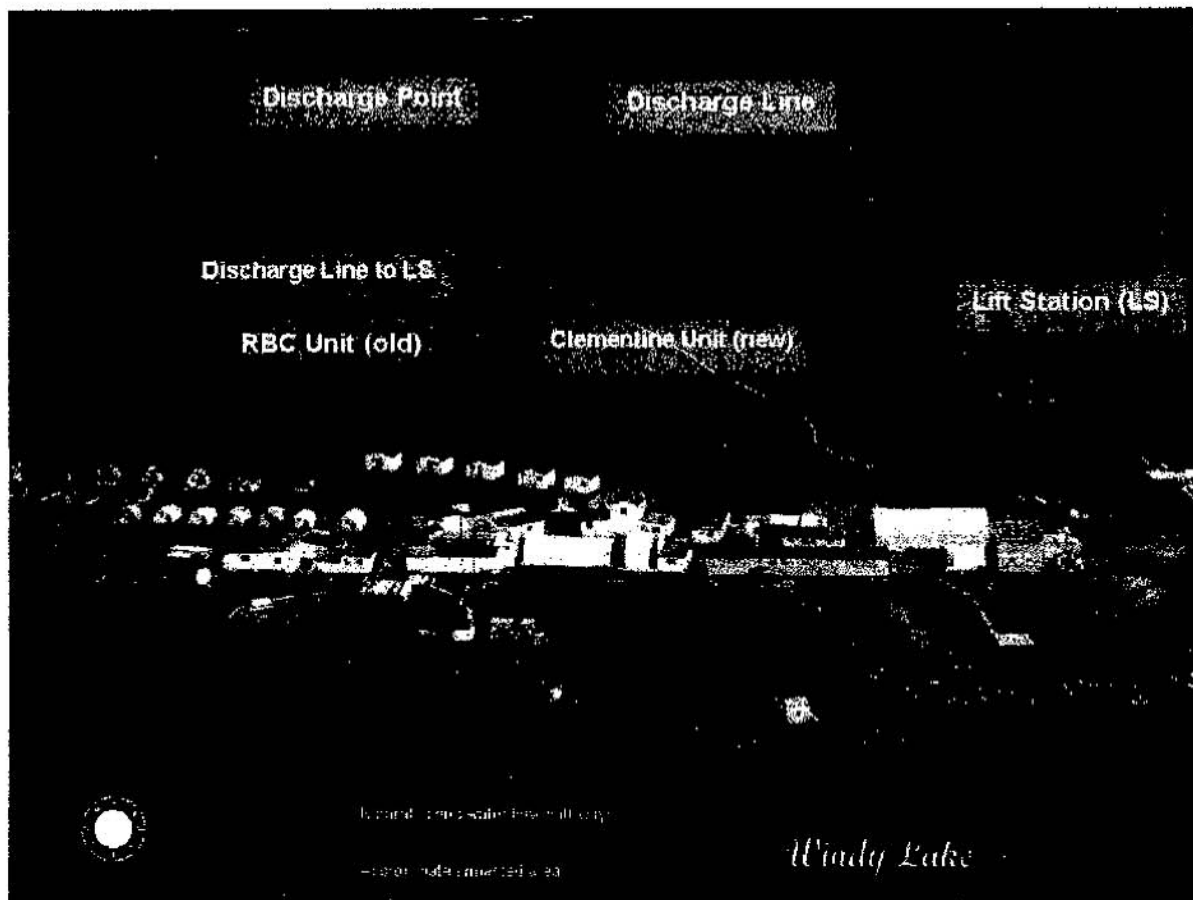 Discharge Point
Discharge Line
Discharge Line to LS
Lift Station (LS)
RBC Unit (old)
Clementine Unit (new)
Windy Lake